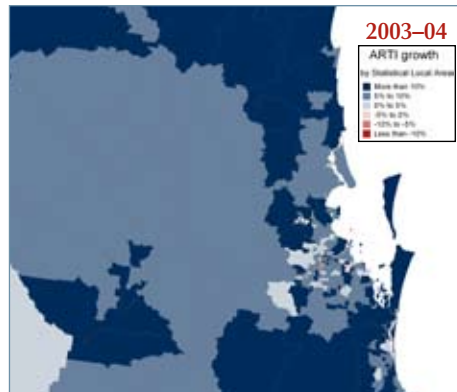 2003–04
ARTI growth
by Statistical Local Areas
More than 10%
5% to 10%
0% to 5%
-5% to 0%
-10% to -5%
Less than -10%